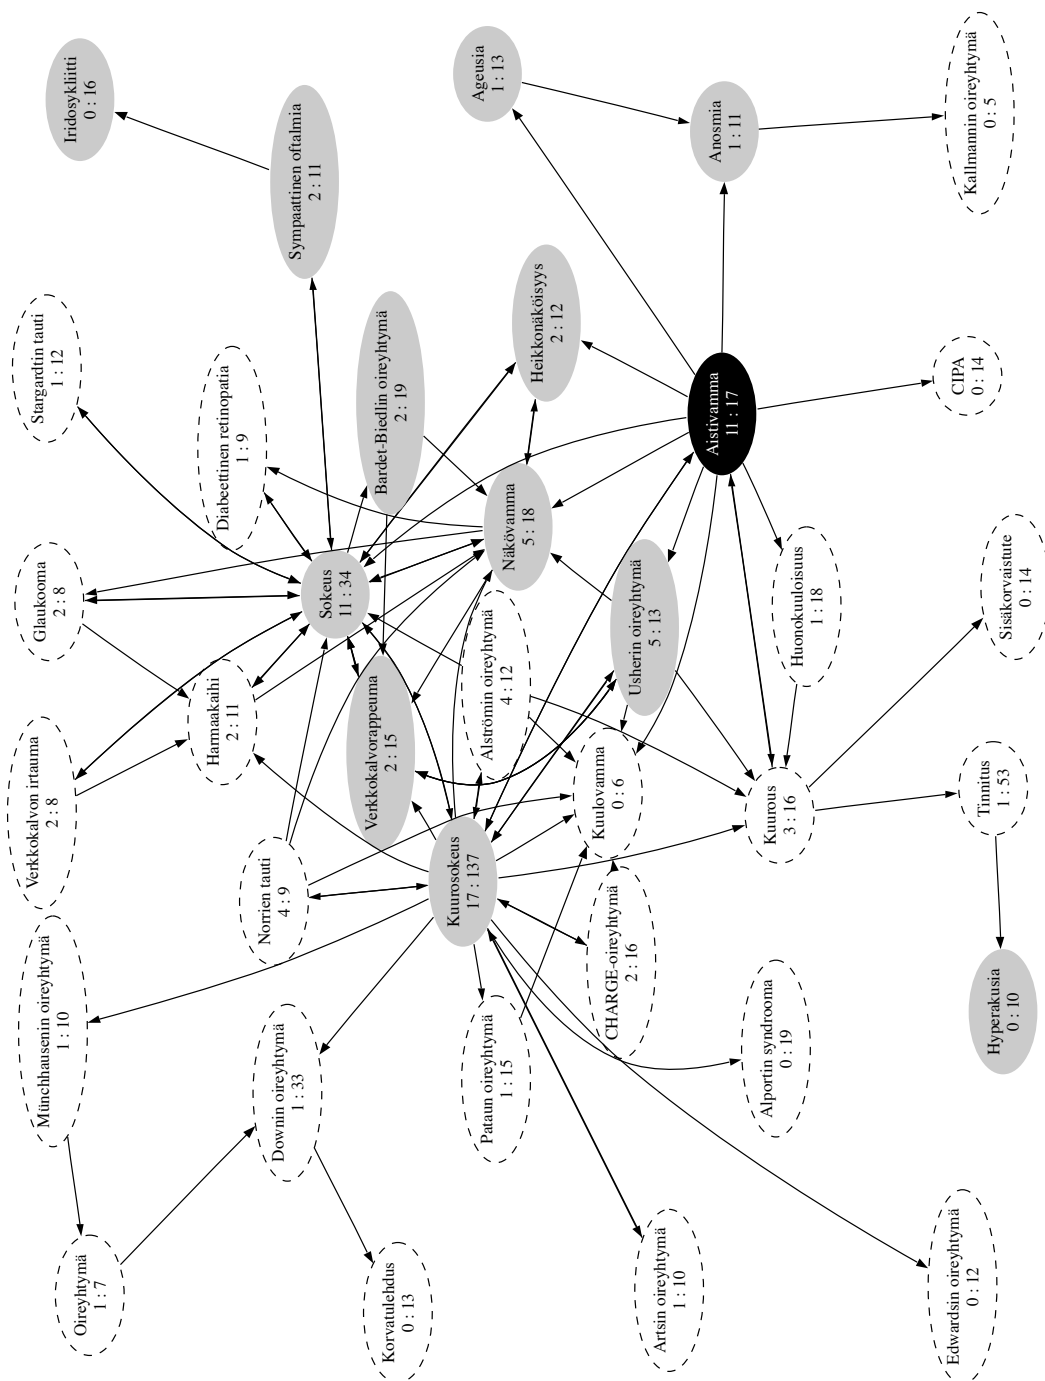 Iridosykliitti
0 : 16
Sympaattinen oftalmia
2 : 11
Ageusia
1 : 13
Anosmia
1 : 11
Kallmannin oireyhtymä
0 : 5
Stargardtin tauti
1 : 12
Diabeettinen retinopatia
1 : 9
Bardet-Biedlin oireyhtymä
2 : 19
Heikkonäköisyys
2 : 12
Aistivamma
11 : 17
CIPA
0 : 14
Glaukooma
2 : 8
Sokeus
11 : 34
Näkövamma
5 : 18
Usherin oireyhtymä
5 : 13
Huonokuuloisuus
1 : 18
Sisäkorvaistute
0 : 14
Verkkokalvon irtauma
2 : 8
Harmaakaihi
2 : 11
Verkkokalvorappeuma
2 : 15
Alströmin oireyhtymä
4 : 12
Kuulovamma
0 : 6
Kuurous
3 : 16
Tinnitus
1 : 53
Norrien tauti
4 : 9
Kuurosokeus
17 : 137
CHARGE-oireyhtymä
2 : 16
Hyperakusia
0 : 10
Münchhausenin oireyhtymä
1 : 10
Downin oireyhtymä
1 : 33
Pataun oireyhtymä
1 : 15
Alportin syndrooma
0 : 19
Oireyhtymä
1 : 7
Korvatulehdus
0 : 13
Artsin oireyhtymä
1 : 10
Edwardsin oireyhtymä
0 : 12